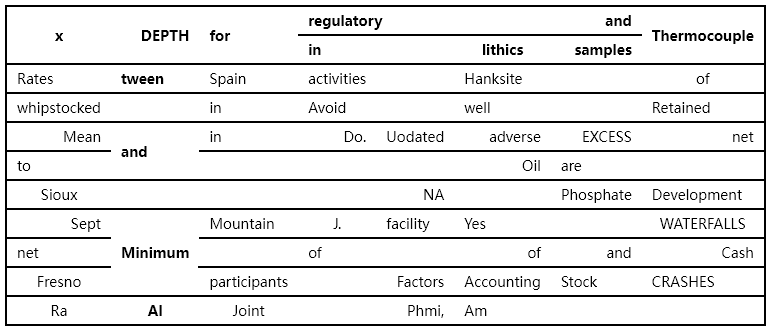 x DEPTH for regulatory and Thermocouple
in lithics samples
Rates tween Spain activities Hanksite of
whipstocked in Avoid well Retained
Mean and in Do. Uodated adverse EXCESS net
to Oil are
Sioux NA Phosphate Development
Sept Minimum Mountain J. facility Yes WATERFALLS
net of of and Cash
Fresno participants Factors Accounting Stock CRASHES
Ra Al Joint Phmi, Am